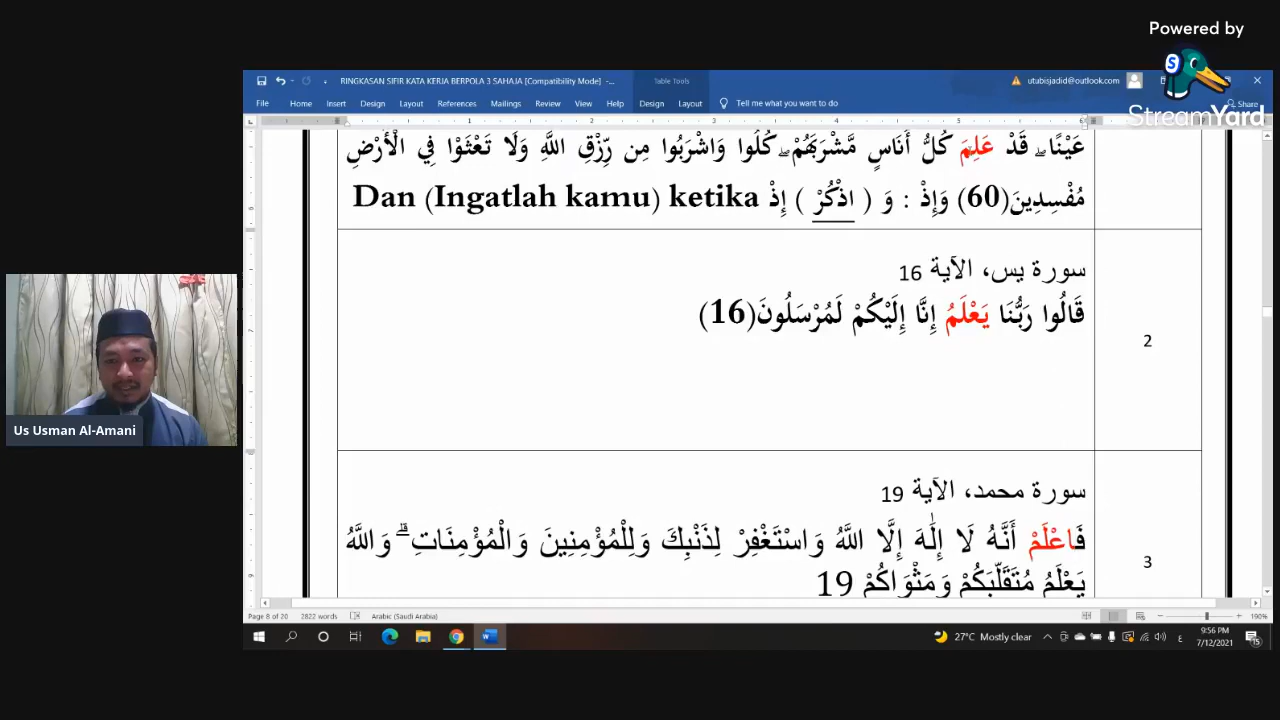 Powered by
StreamYard
RINGKASAN SIFIR KATA KERJA BERPOLA 3 SAHAJA [Compatibility Mode] -...
Table Tools
utubisjadid@outlook.com
File Home Insert Design Layout References Mailings Review View Help Design Layout Tell me what you want to do
Share
عَيْنًا ۖ قَدْ عَلِمَ كُلُّ أُنَاسٍ مَّشْرَبَهُمْ ۖ كُلُوا وَاشْرَبُوا مِن رِّزْقِ اللَّهِ وَلَا تَعْثَوْا فِي الْأَرْضِ
مُفْسِدِينَ(60) وَإِذْ : وَ ( اذْكُرْ ) إِذْ Dan (Ingatlah kamu) ketika
سورة يس، الآية 16
قَالُوا رَبُّنَا يَعْلَمُ إِنَّا إِلَيْكُمْ لَمُرْسَلُونَ(16)
2
سورة محمد، الآية 19
فَاعْلَمْ أَنَّهُ لَا إِلَٰهَ إِلَّا اللَّهُ وَاسْتَغْفِرْ لِذَنْبِكَ وَلِلْمُؤْمِنِينَ وَالْمُؤْمِنَاتِ ۗ وَاللَّهُ
يَعْلَمُ مُتَقَلَّبَكُمْ وَمَثْوَاكُمْ 19
3
Us Usman Al-Amani
Page 8 of 20 2822 words Arabic (Saudi Arabia) 190%
27°C Mostly clear
9:56 PM
7/12/2021